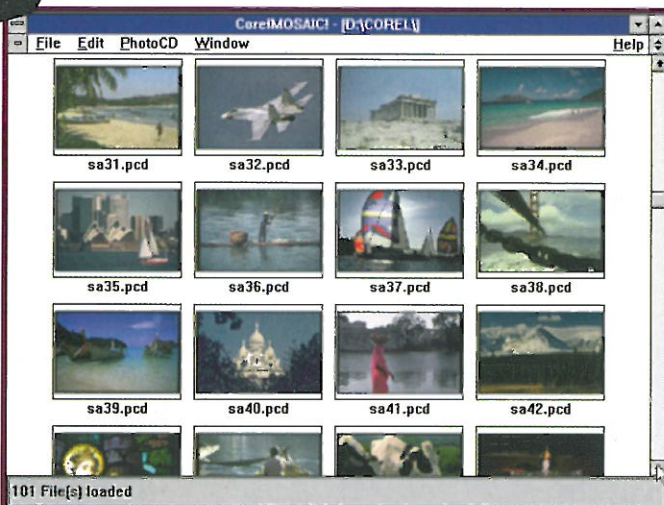 CorelMOSAIC! - [D:\COREL\]
File Edit PhotoCD Window Help
sa31.pcd sa32.pcd sa33.pcd sa34.pcd
sa35.pcd sa36.pcd sa37.pcd sa38.pcd
sa39.pcd sa40.pcd sa41.pcd sa42.pcd
101 File(s) loaded